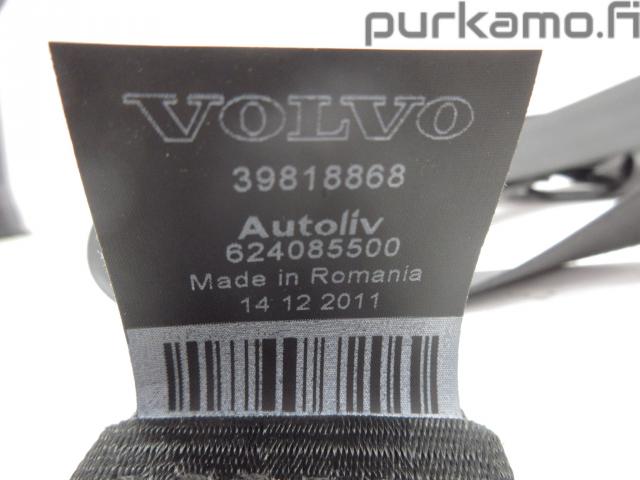 purkamo.fi
VOLVO
39818868
Autoliv
624085500
Made in Romania
14 12 2011